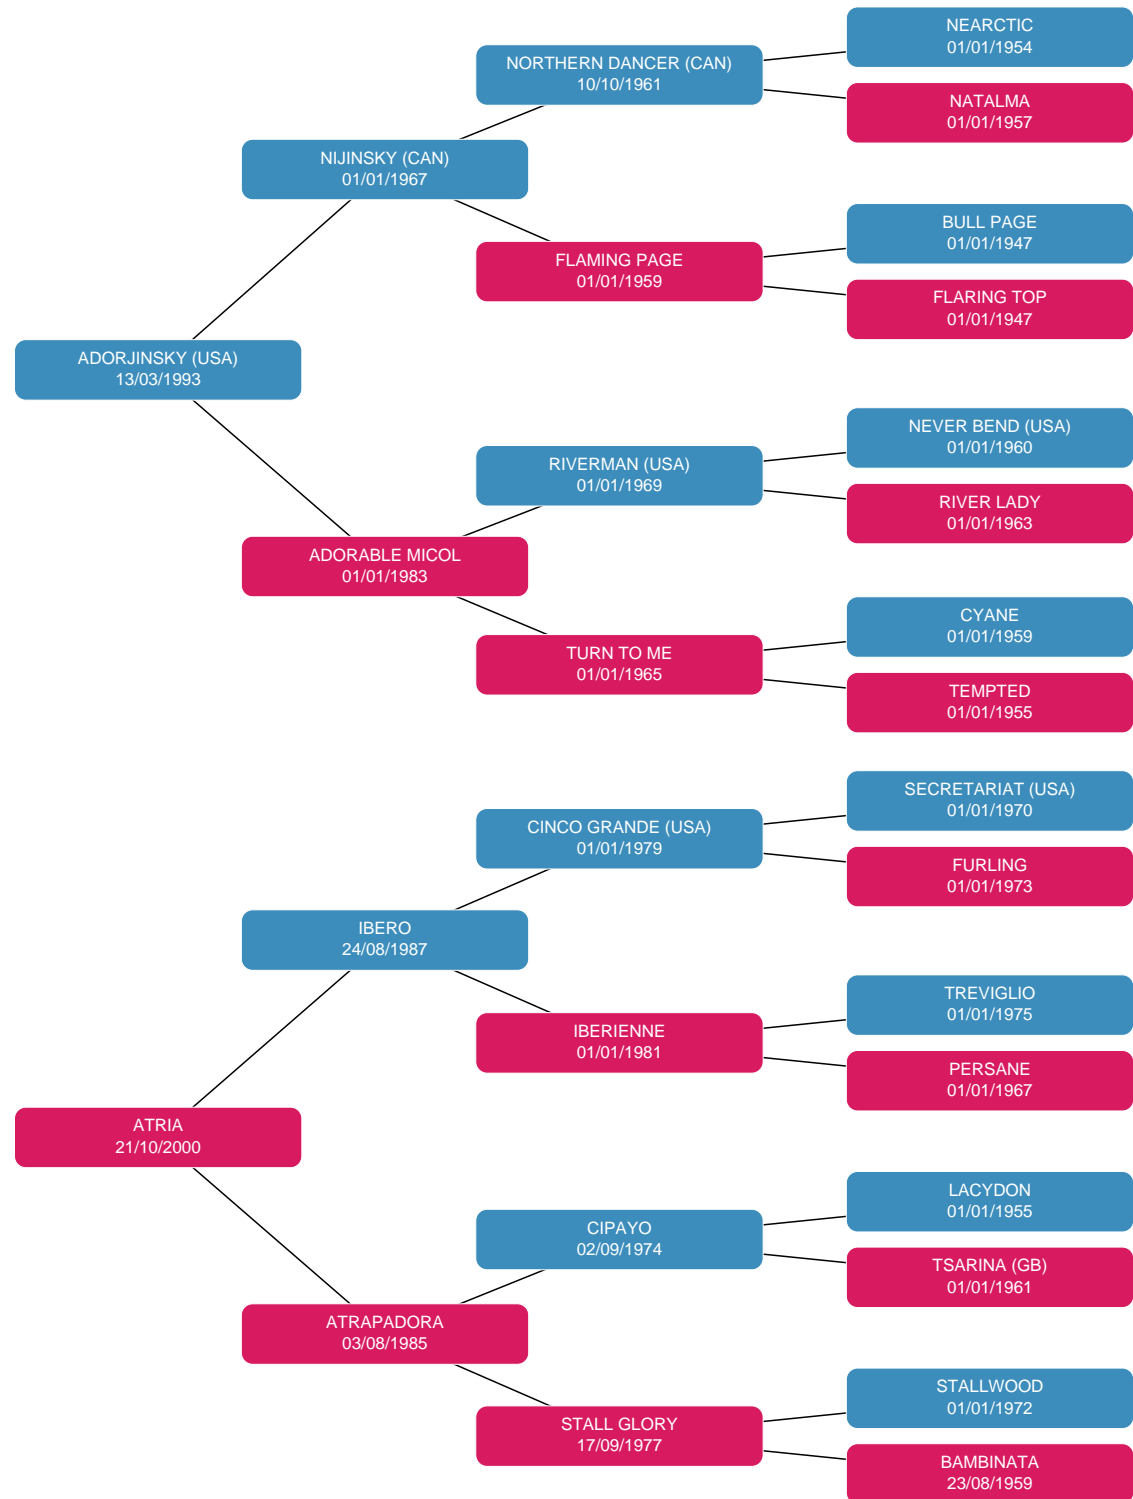 NEARCTIC
01/01/1954
NORTHERN DANCER (CAN)
10/10/1961
NATALMA
01/01/1957
NIJINSKY (CAN)
01/01/1967
BULL PAGE
01/01/1947
FLAMING PAGE
01/01/1959
FLARING TOP
01/01/1947
ADORJINSKY (USA)
13/03/1993
NEVER BEND (USA)
01/01/1960
RIVERMAN (USA)
01/01/1969
RIVER LADY
01/01/1963
ADORABLE MICOL
01/01/1983
CYANE
01/01/1959
TURN TO ME
01/01/1965
TEMPTED
01/01/1955
SECRETARIAT (USA)
01/01/1970
CINCO GRANDE (USA)
01/01/1979
FURLING
01/01/1973
IBERO
24/08/1987
TREVIGLIO
01/01/1975
IBERIENNE
01/01/1981
PERSANE
01/01/1967
ATRIA
21/10/2000
LACYDON
01/01/1955
CIPAYO
02/09/1974
TSARINA (GB)
01/01/1961
ATRAPADORA
03/08/1985
STALLWOOD
01/01/1972
STALL GLORY
17/09/1977
BAMBINATA
23/08/1959